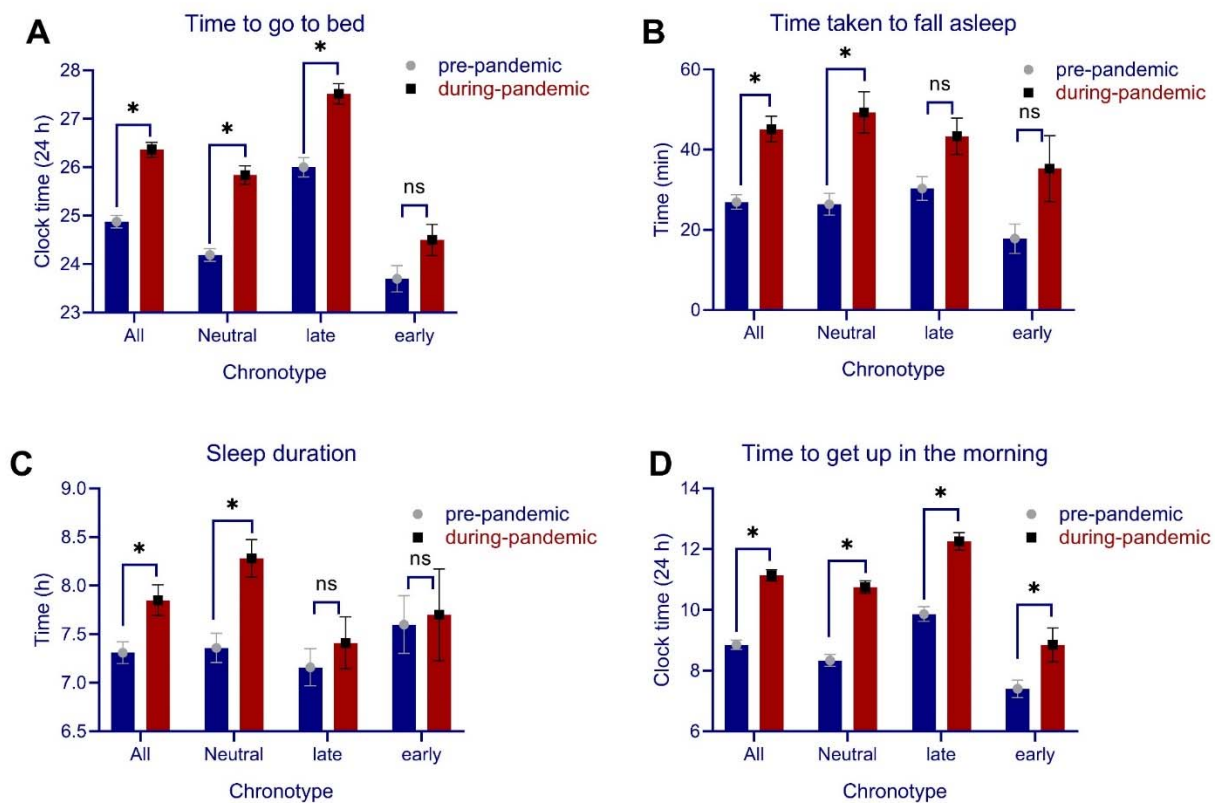 A
Time to go to bed
pre-pandemic
during-pandemic
Clock time (24 h)
28
27
26
25
24
23
*
*
*
ns
All
Neutral
late
early
Chronotype
B
Time taken to fall asleep
pre-pandemic
during-pandemic
Time (min)
60
40
20
0
*
*
ns
ns
All
Neutral
late
early
Chronotype
C
Sleep duration
pre-pandemic
during-pandemic
Time (h)
9.0
8.5
8.0
7.5
7.0
6.5
*
*
ns
ns
All
Neutral
late
early
Chronotype
D
Time to get up in the morning
pre-pandemic
during-pandemic
Clock time (24 h)
14
12
10
8
6
*
*
*
*
All
Neutral
late
early
Chronotype